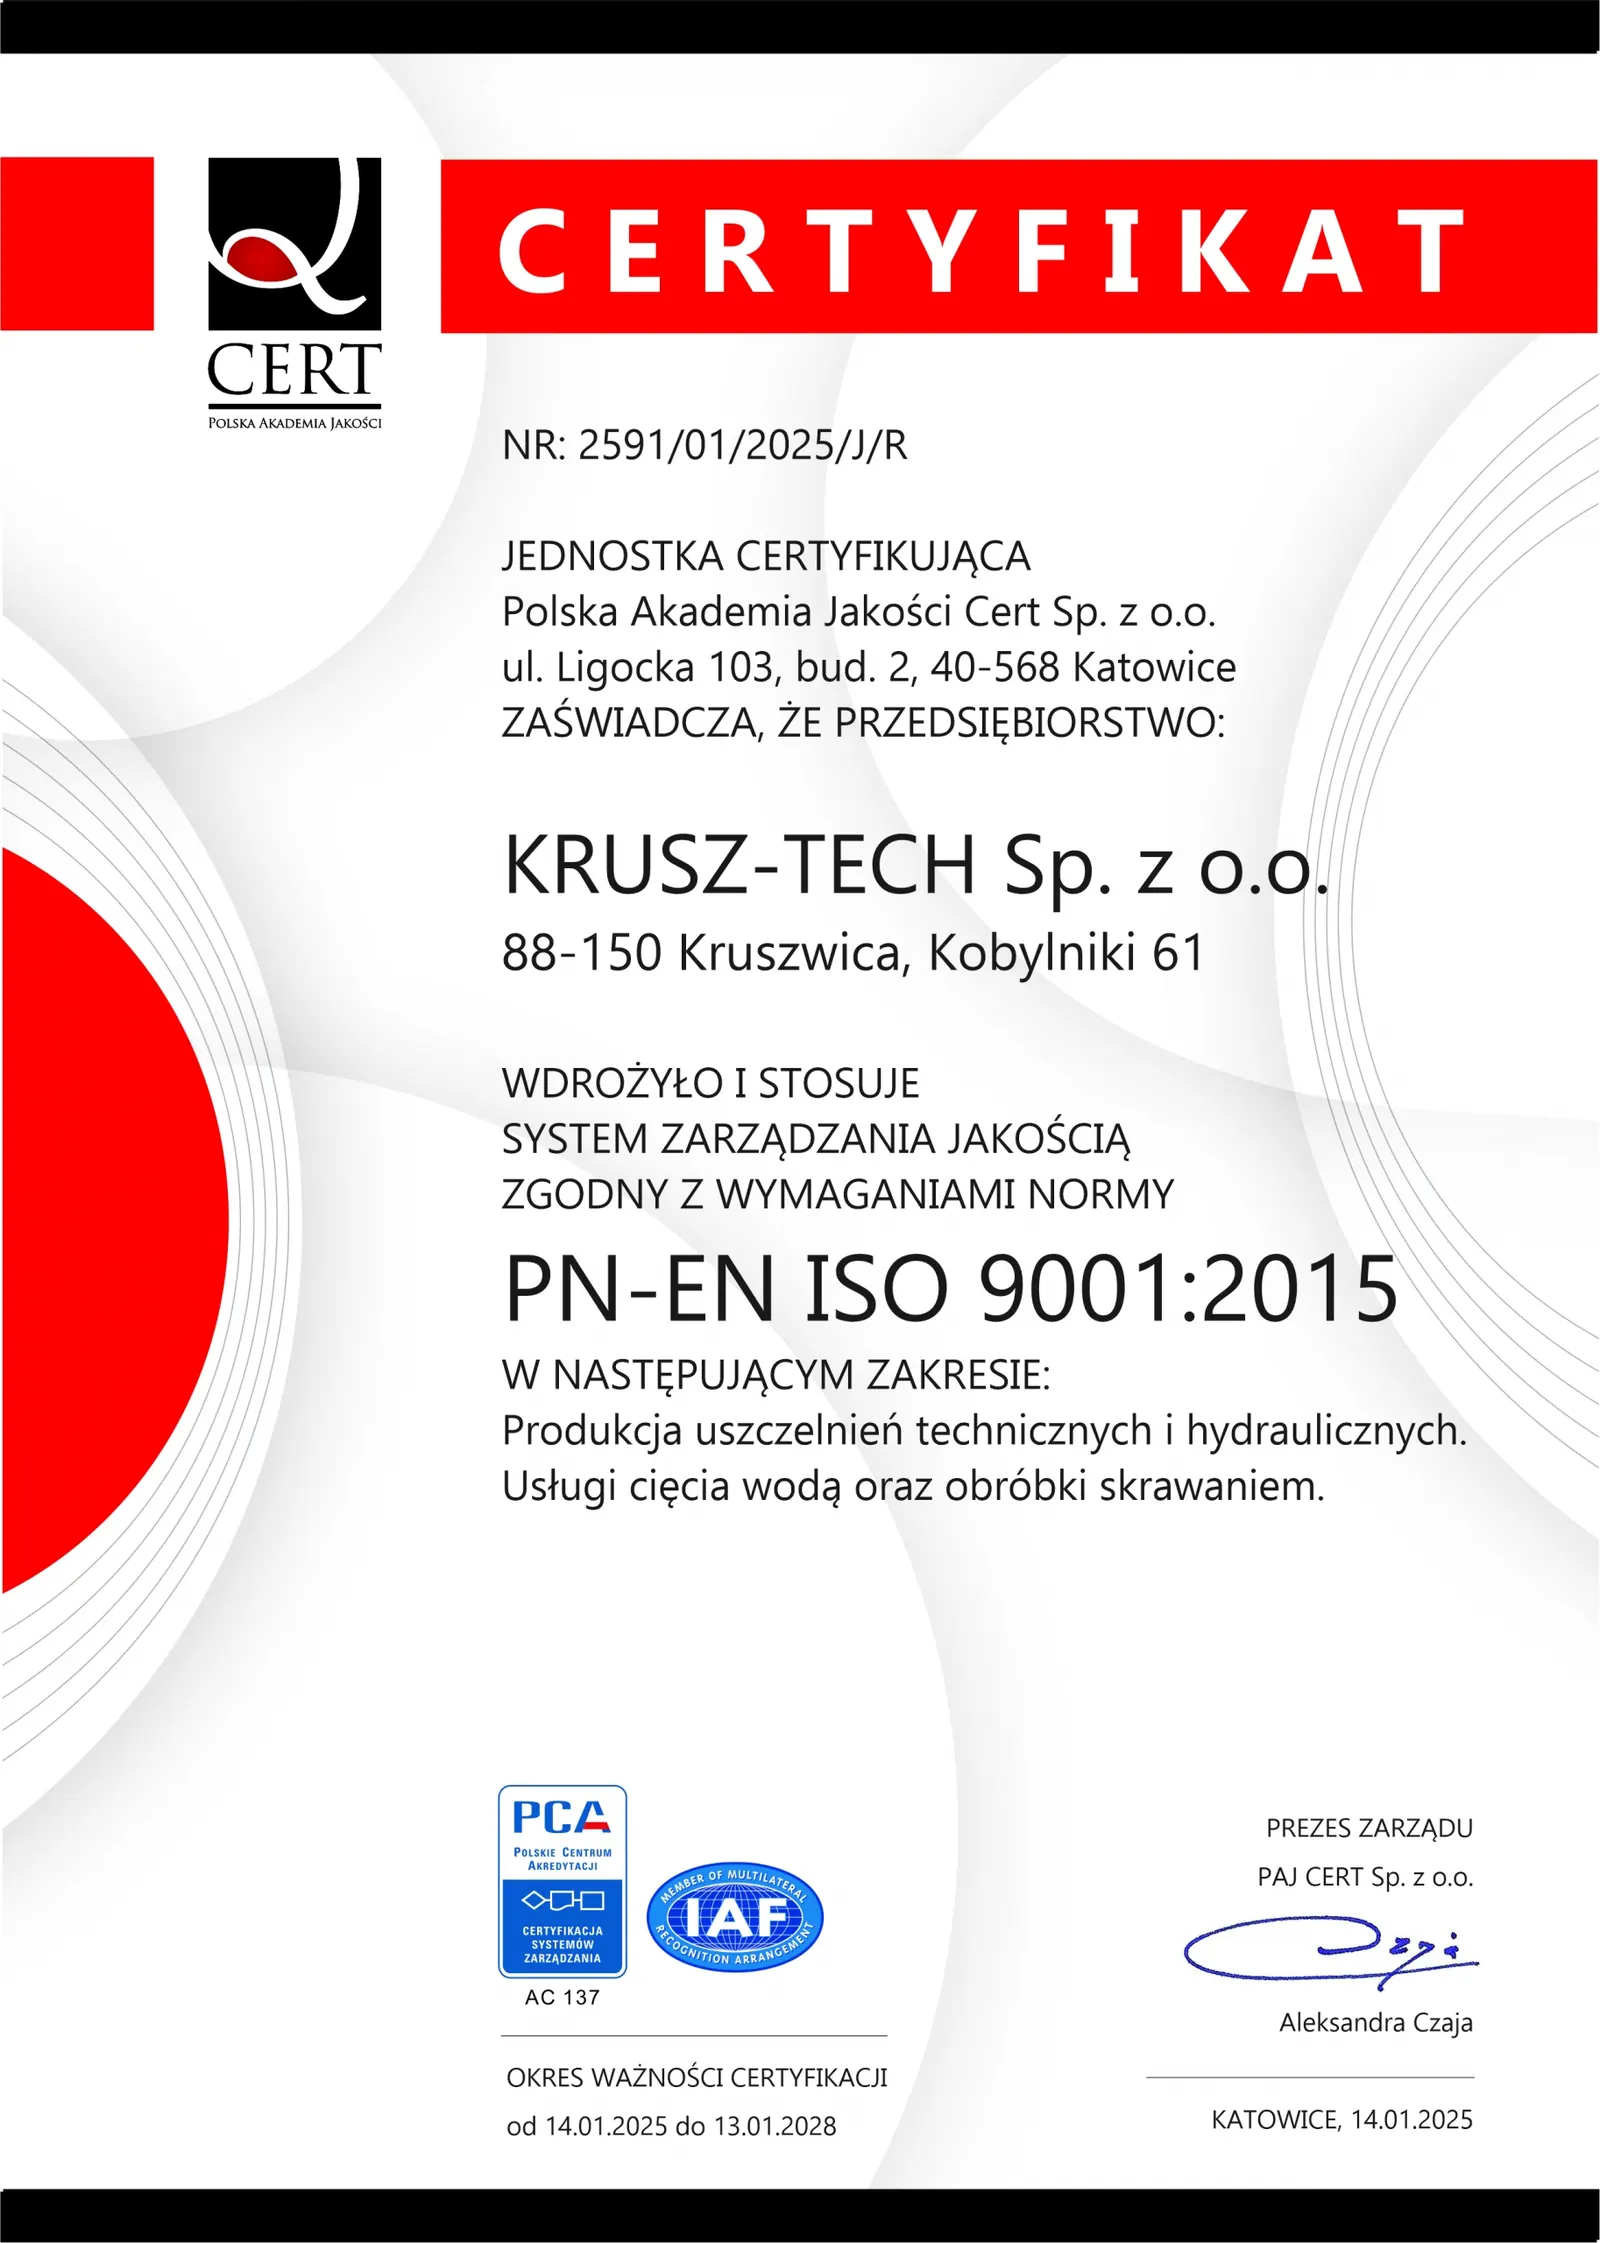 CERTYFIKAT
CERT
POLSKA AKADEMIA JAKOŚCI
NR: 2591/01/2025/J/R
JEDNOSTKA CERTYFIKUJĄCA
Polska Akademia Jakości Cert Sp. z o.o.
ul. Ligocka 103, bud. 2, 40-568 Katowice
ZAŚWIADCZA, ŻE PRZEDSIĘBIORSTWO:
KRUSZ-TECH Sp. z o.o.
88-150 Kruszwica, Kobylniki 61
WDROŻYŁO I STOSUJE
SYSTEM ZARZĄDZANIA JAKOŚCIĄ
ZGODNY Z WYMAGANIAMI NORMY
PN-EN ISO 9001:2015
W NASTĘPUJĄCYM ZAKRESIE:
Produkcja uszczelnień technicznych i hydraulicznych.
Usługi cięcia wodą oraz obróbki skrawaniem.
PCA
POLSKIE CENTRUM
AKREDYTACJI
CERTYFIKACJA
SYSTEMÓW
ZARZĄDZANIA
AC 137
MEMBER OF MULTILATERAL
IAF
RECOGNITION ARRANGEMENT
OKRES WAŻNOŚCI CERTYFIKACJI
od 14.01.2025 do 13.01.2028
PREZES ZARZĄDU
PAJ CERT Sp. z o.o.
Czaja
Aleksandra Czaja
KATOWICE, 14.01.2025